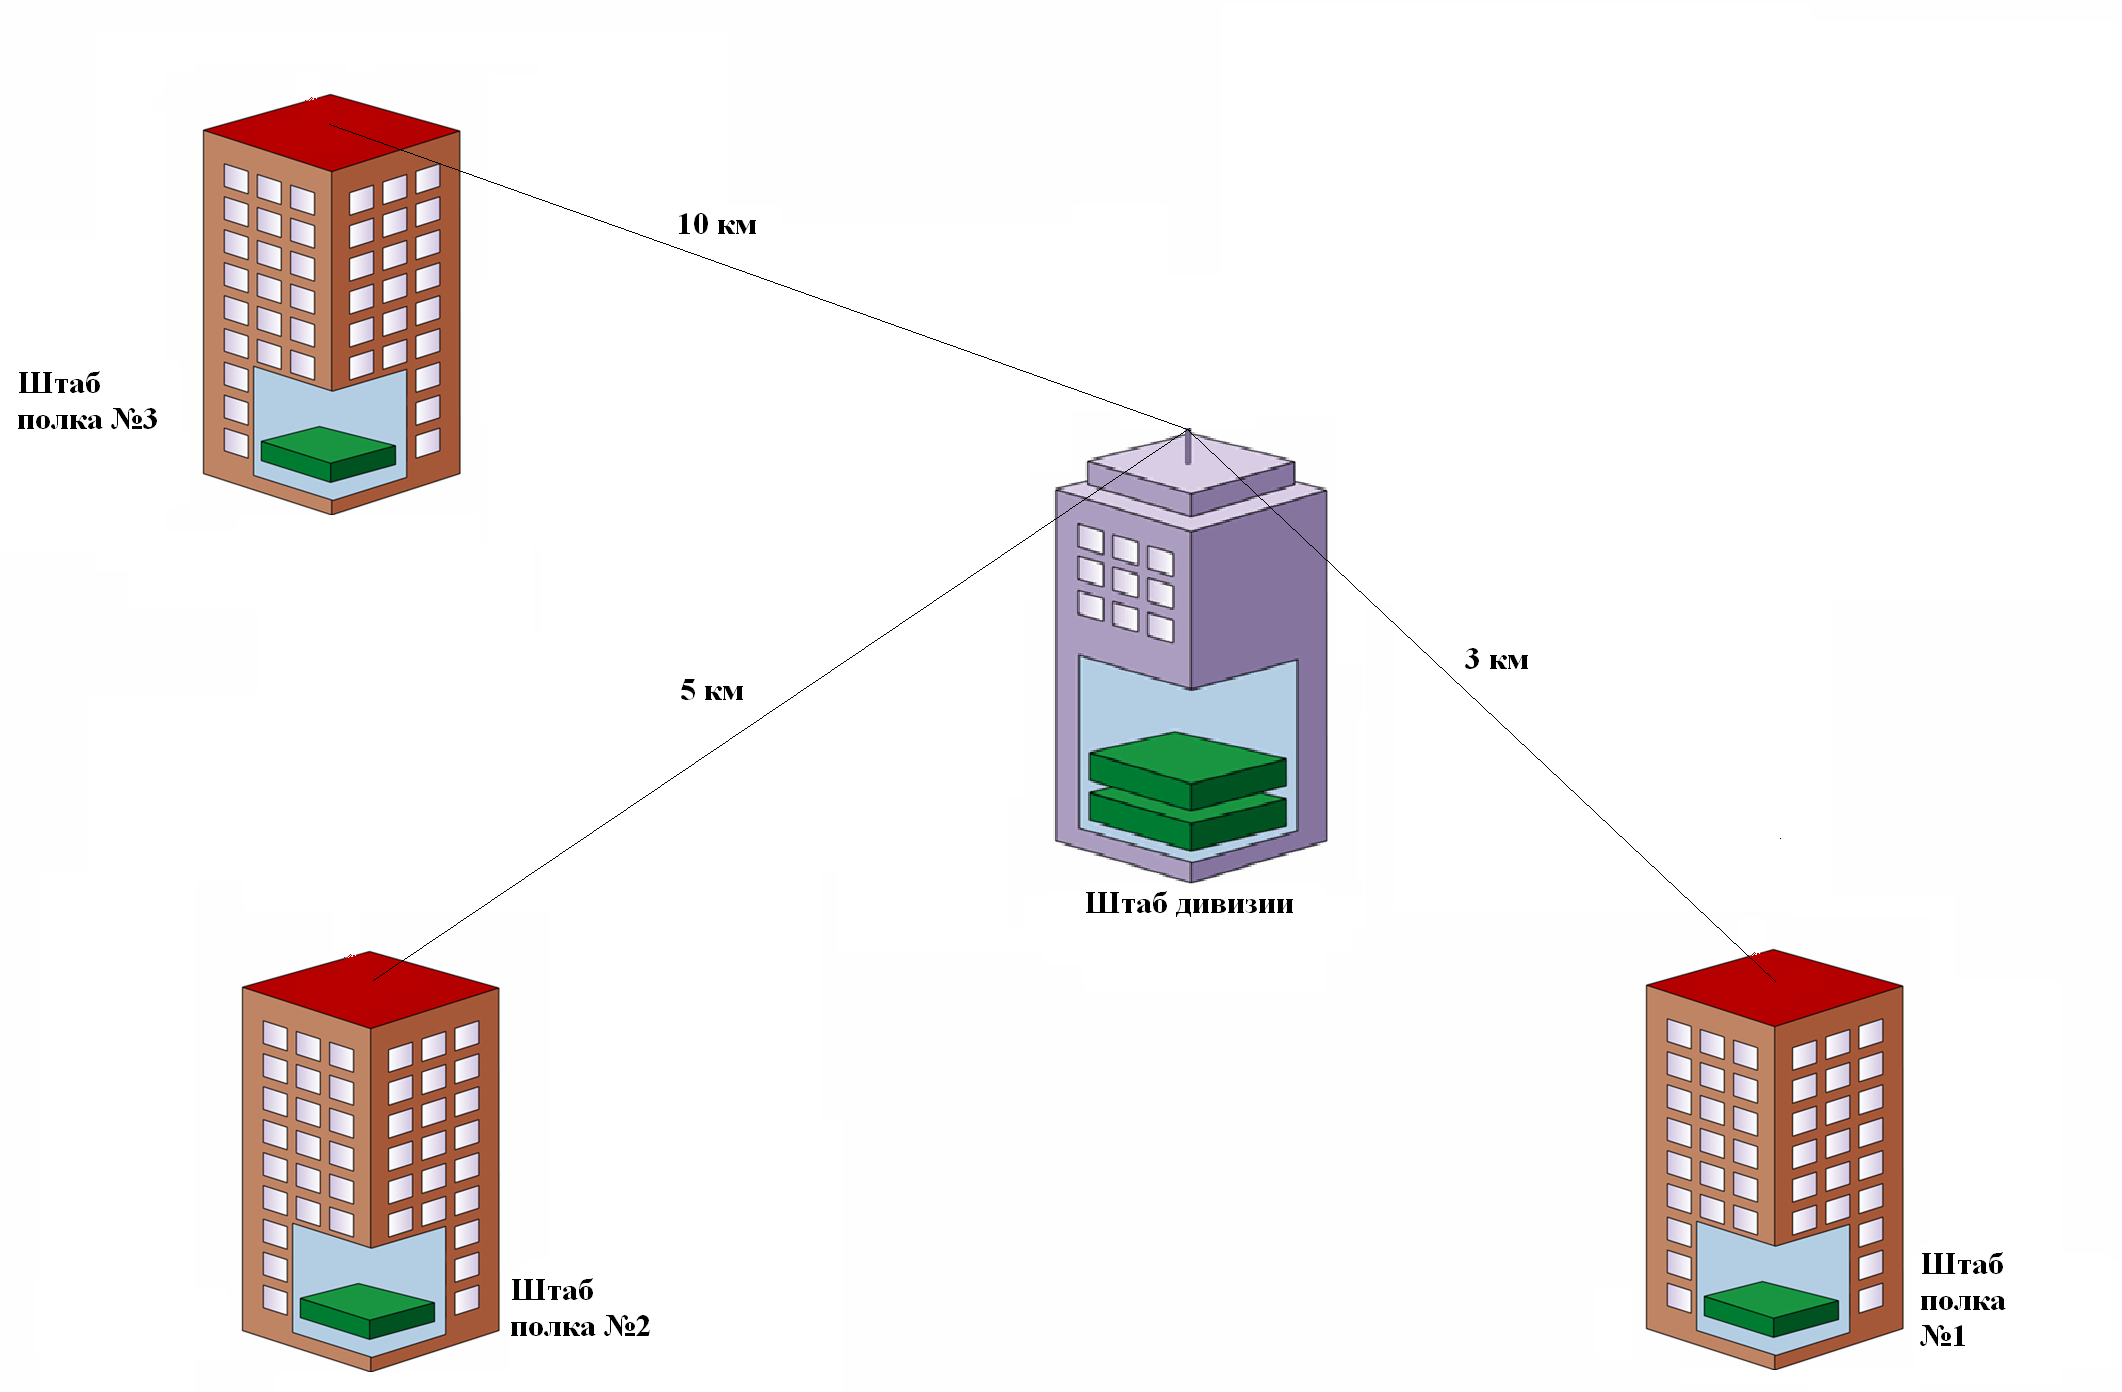 10 км
Штаб
полка №3
3 км
5 км
Штаб дивизии
Штаб
полка №2
Штаб
полка
№1